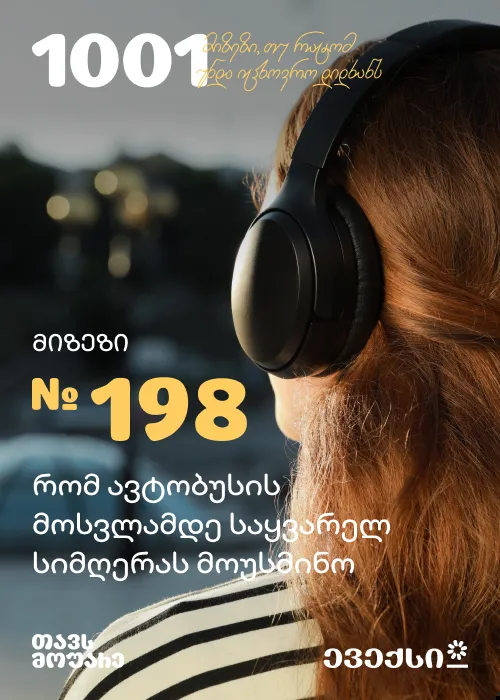 1001
მიზეზი, თუ რატომ
უნდა იცხოვრო დიდხანს
მიზეზი
№ 198
რომ ავტობუსის
მოსვლამდე საყვარელ
სიმღერას მოუსმინო
თავს
მოუარე
ევექსი